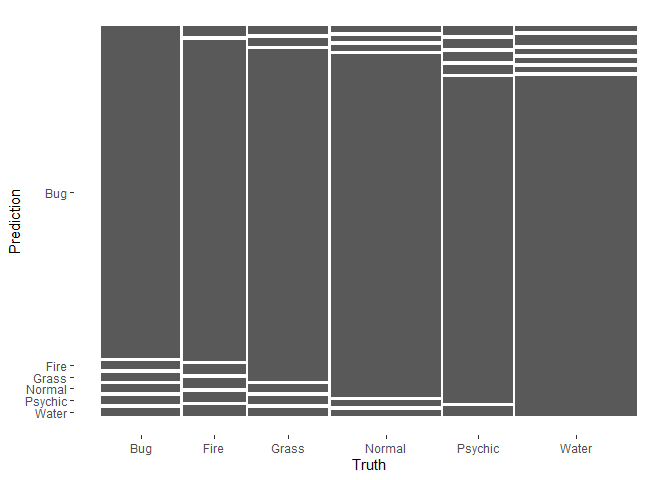 Prediction
Bug
Fire
Grass
Normal
Psychic
Water
Bug Fire Grass Normal Psychic Water
Truth